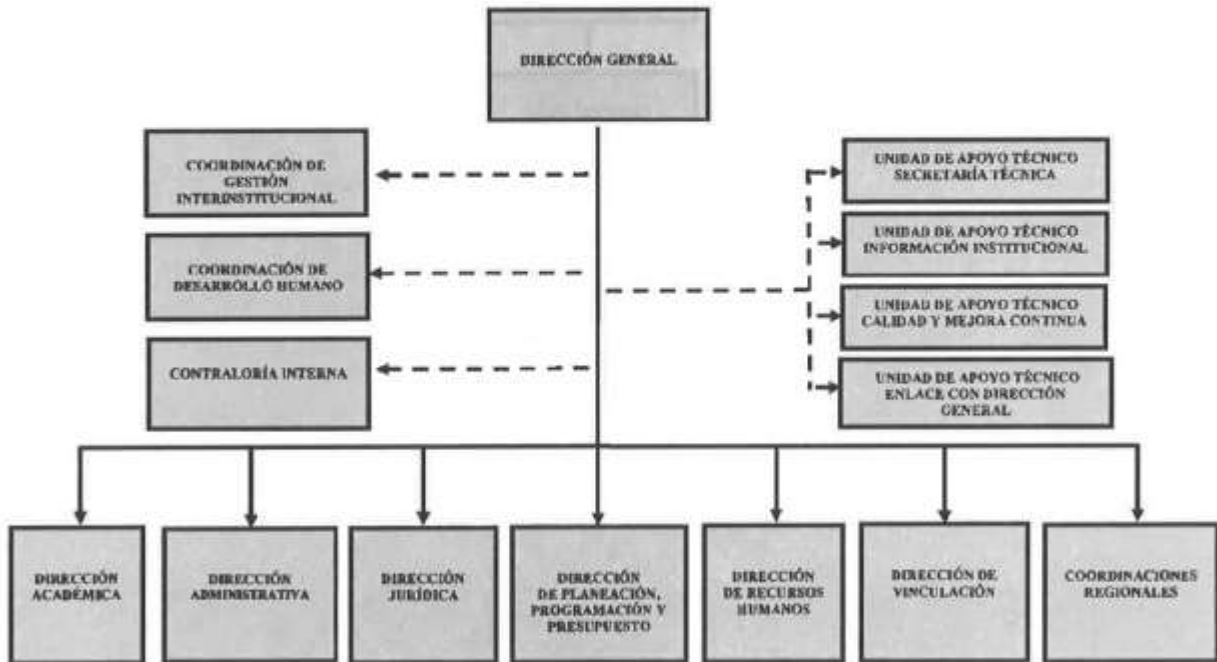 DIRECCIÓN GENERAL
COORDINACIÓN DE
GESTIÓN
INTERINSTITUCIONAL
COORDINACIÓN DE
DESARROLLO HUMANO
CONTRALORÍA INTERNA
UNIDAD DE APOYO TÉCNICO
SECRETARÍA TÉCNICA
UNIDAD DE APOYO TÉCNICO
INFORMACIÓN INSTITUCIONAL
UNIDAD DE APOYO TÉCNICO
CALIDAD Y MEJORA CONTINUA
UNIDAD DE APOYO TÉCNICO
ENLACE CON DIRECCIÓN
GENERAL
DIRECCIÓN
ACADÉMICA
DIRECCIÓN
ADMINISTRATIVA
DIRECCIÓN
JURÍDICA
DIRECCIÓN
DE PLANEACIÓN,
PROGRAMACIÓN Y
PRESUPUESTO
DIRECCIÓN
DE RECURSOS
HUMANOS
DIRECCIÓN DE
VINCULACIÓN
COORDINACIONES
REGIONALES